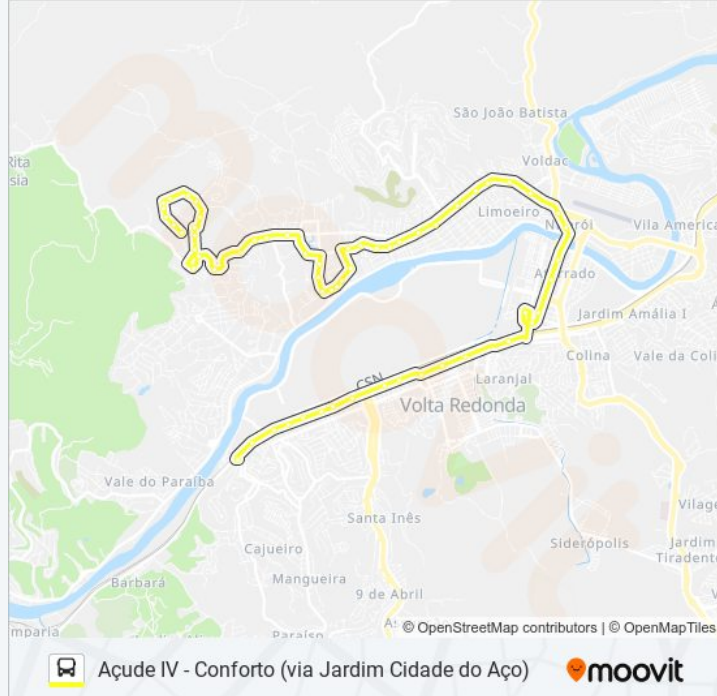 São João Batista
Rita
sia
Voldac
Limoeiro
Vila America
Aterrado
Jardim Amália I
Colina
Vale da Coli
CSN
Laranjal
Volta Redonda
Vale do Paraíba
Santa Inês
Vilage
Siderópolis
Jardim
Tiradente
Cajueiro
Mangueira
Barbará
9 de Abril
Paraíso
© OpenStreetMap contributors | © OpenMapTiles
Açude IV - Conforto (via Jardim Cidade do Aço)
moovit